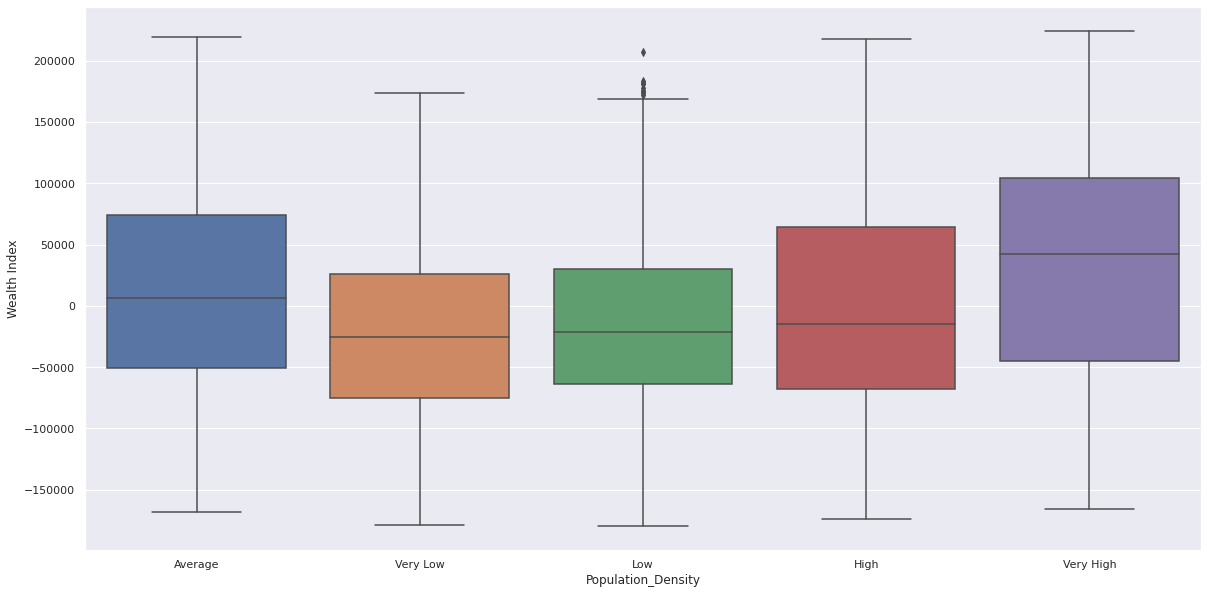 Wealth Index
200000
150000
100000
50000
0
−50000
−100000
−150000
Average Very Low Low High Very High
Population_Density